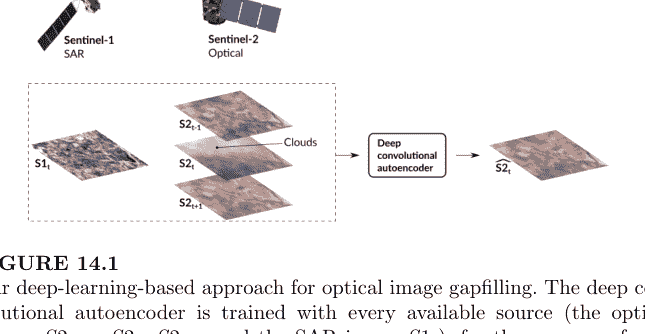 Sentinel-1
SAR
Sentinel-2
Optical
S2t-1
Clouds
S1t
S2t
S2t+1
Deep
convolutional
autoencoder
S2t
GURE 14.1
r deep-learning-based approach for optical image gapfilling. The deep c
utional autoencoder is trained with every available source (the opti